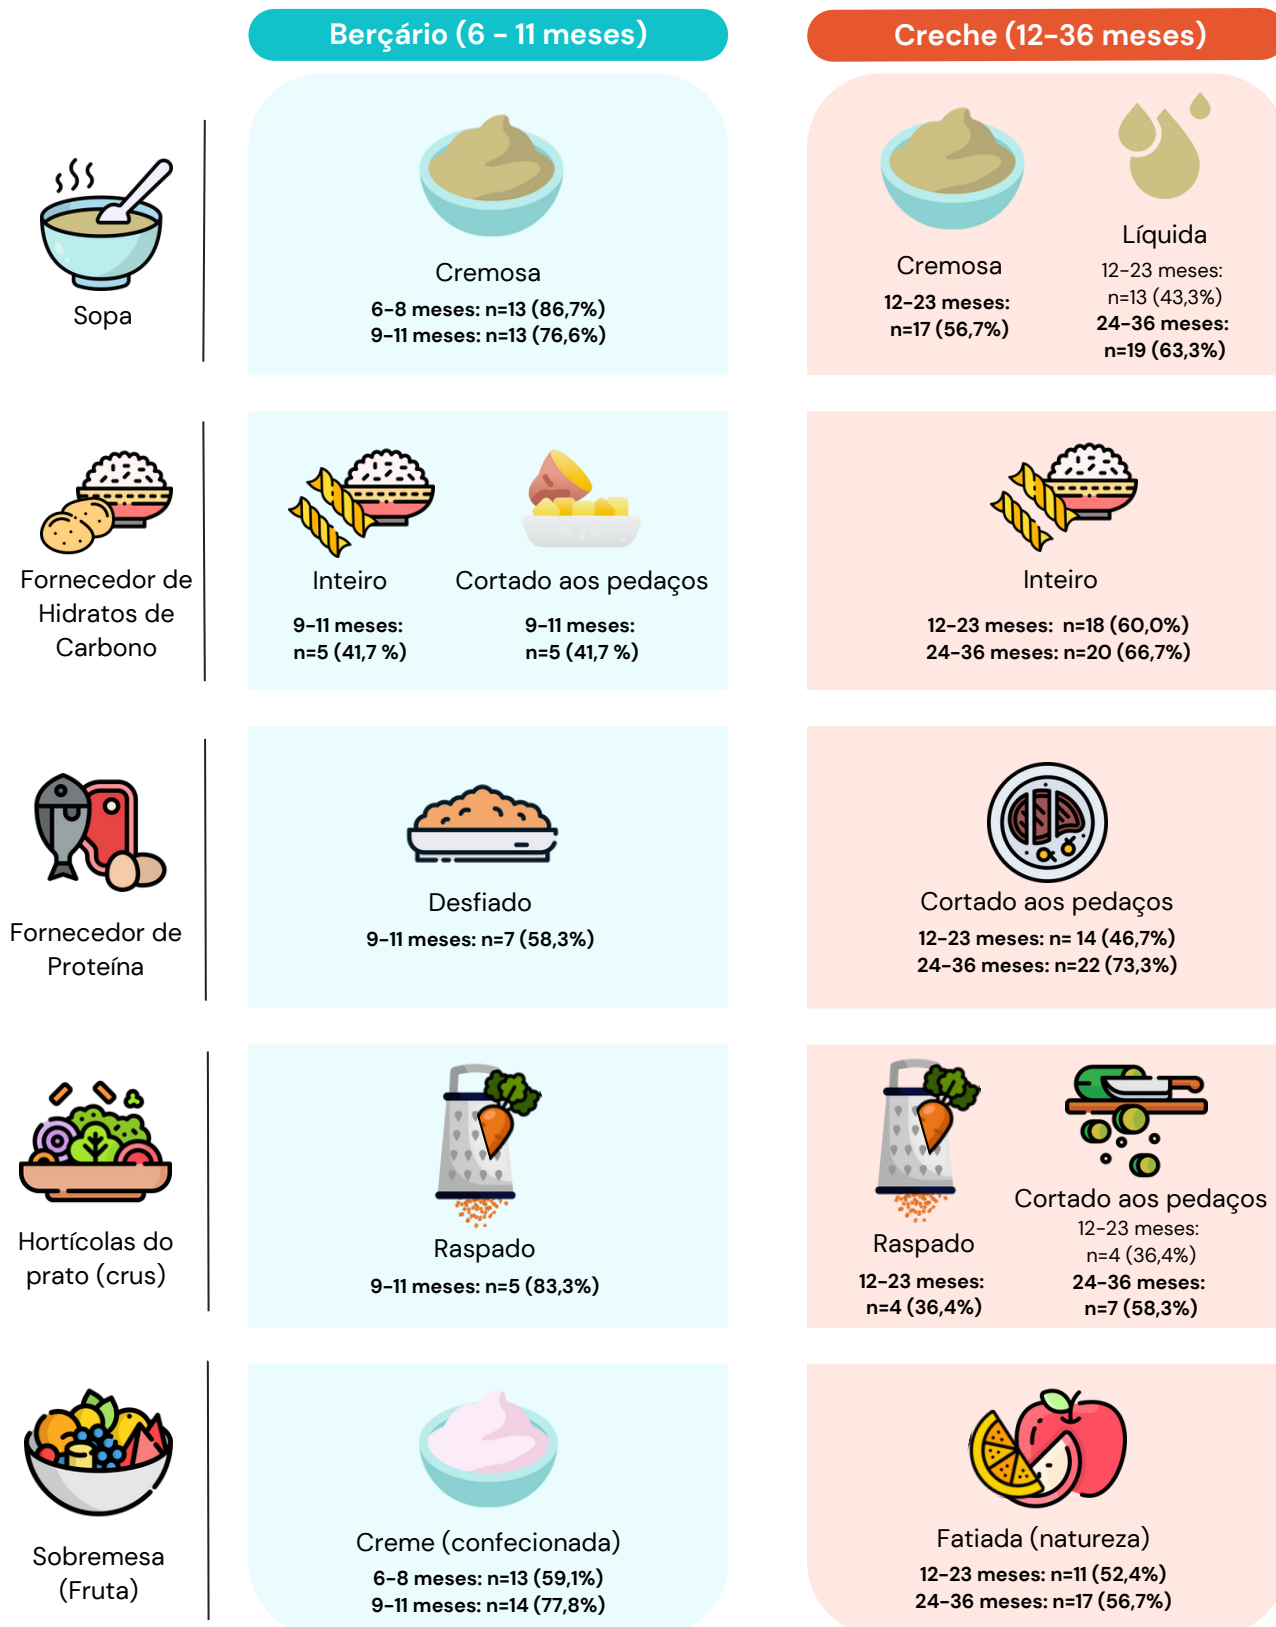 Berçário (6 - 11 meses)
Creche (12-36 meses)
Sopa
Cremosa
6-8 meses: n=13 (86,7%)
9-11 meses: n=13 (76,6%)
Cremosa
12-23 meses:
n=17 (56,7%)
Líquida
12-23 meses:
n=13 (43,3%)
24-36 meses:
n=19 (63,3%)
Fornecedor de
Hidratos de
Carbono
Inteiro
9-11 meses:
n=5 (41,7 %)
Cortado aos pedaços
9-11 meses:
n=5 (41,7 %)
Inteiro
12-23 meses: n=18 (60,0%)
24-36 meses: n=20 (66,7%)
Fornecedor de
Proteína
Desfiado
9-11 meses: n=7 (58,3%)
Cortado aos pedaços
12-23 meses: n= 14 (46,7%)
24-36 meses: n=22 (73,3%)
Hortícolas do
prato (crus)
Raspado
9-11 meses: n=5 (83,3%)
Raspado
12-23 meses:
n=4 (36,4%)
Cortado aos pedaços
12-23 meses:
n=4 (36,4%)
24-36 meses:
n=7 (58,3%)
Sobremesa
(Fruta)
Creme (confecionada)
6-8 meses: n=13 (59,1%)
9-11 meses: n=14 (77,8%)
Fatiada (natureza)
12-23 meses: n=11 (52,4%)
24-36 meses: n=17 (56,7%)